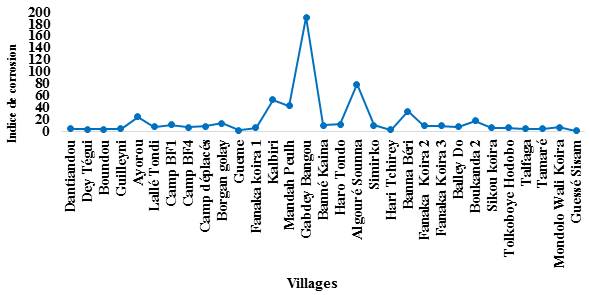 Indice de corrosion
200
180
160
140
120
100
80
60
40
20
0
Dantiandou
Dey Tégui
Boundou
Guilleyni
Ayorou
Lallé Tondi
Camp BF1
Camp BF4
Camp déplacés
Borgan golay
Gueme
Fanaka koira 1
Kalbiri
Mandah Peulh
Gabdey Bangou
Banné Kaina
Haro Tondo
Algouré Sounna
Simirko
Hari Tchirey
Banna Béri
Fanaka Koira 2
Fanaka Koira 3
Balley Do
Boukanda 2
Sikou koira
Tolkoboye Hodobo
Talfaga
Tamaré
Mondolo Wali Koira
Guessé Sisam
Villages